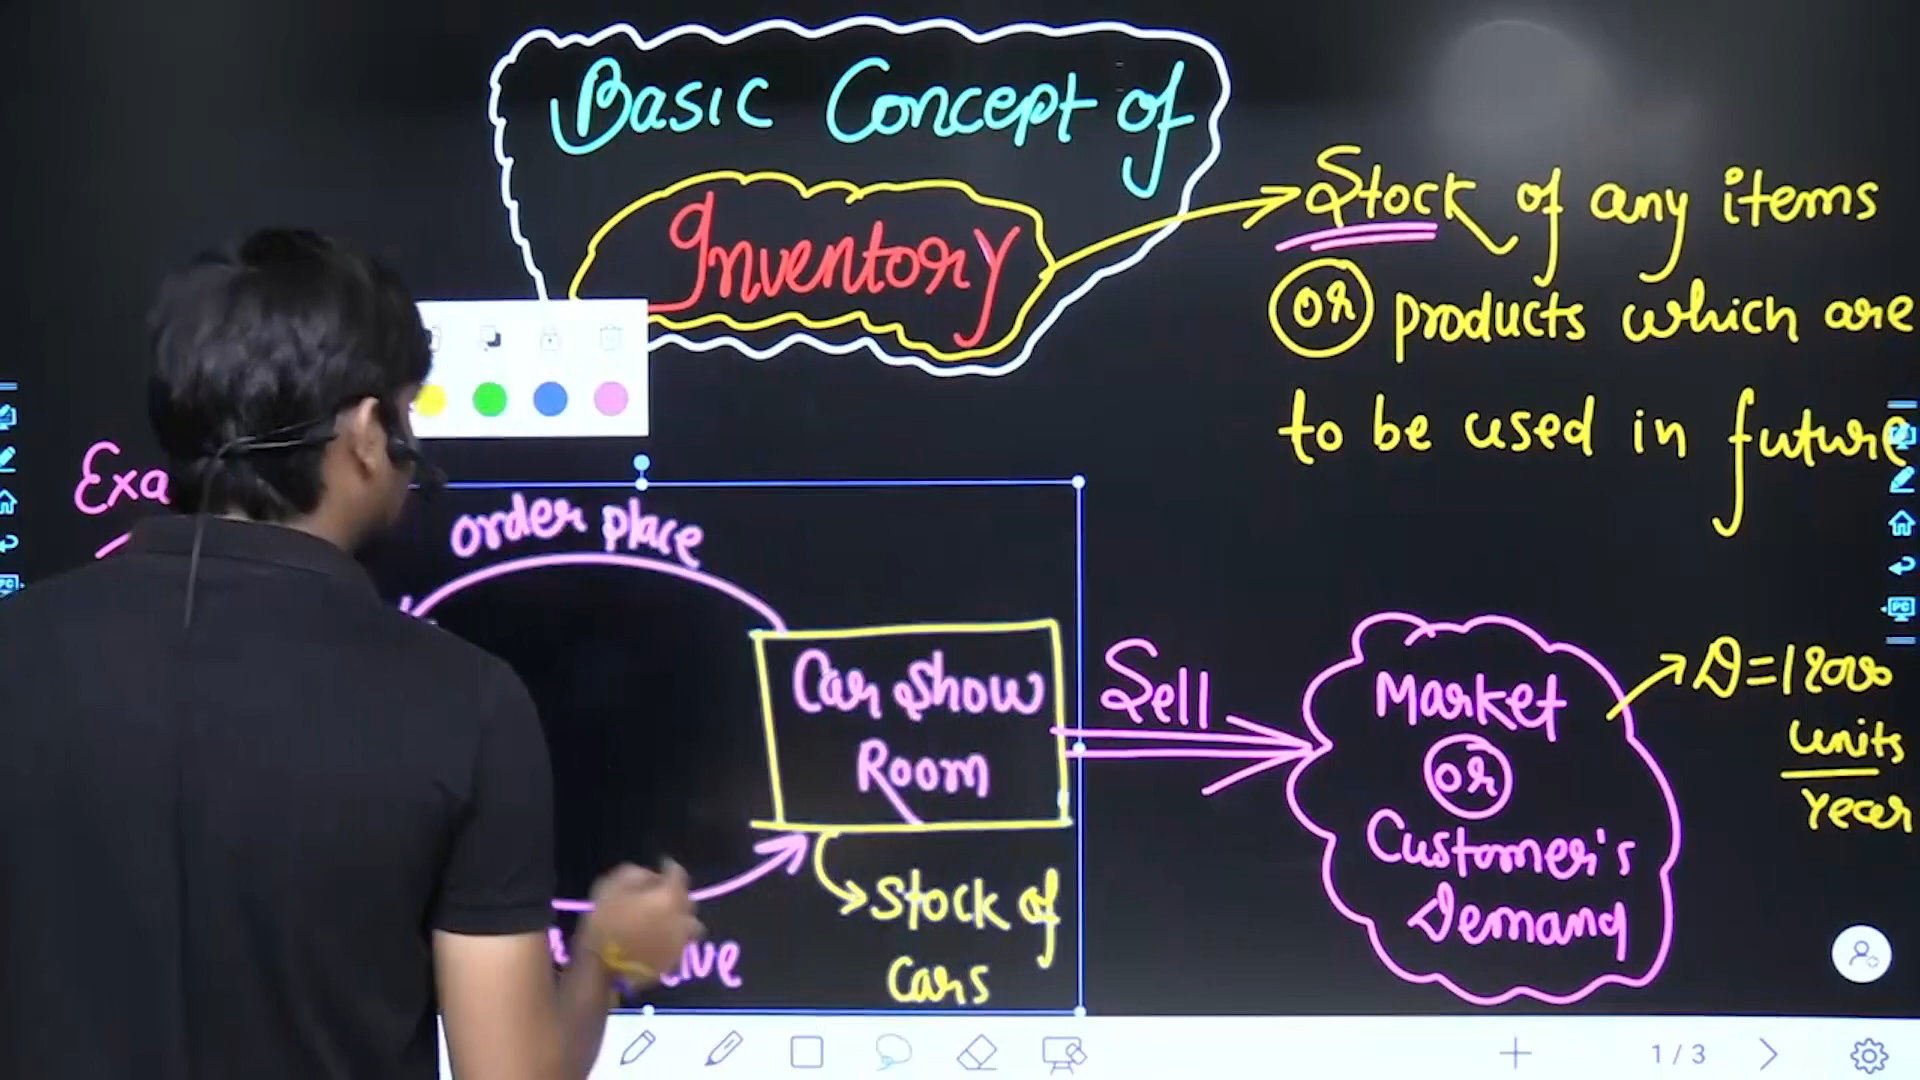 Basic Concept of
Inventory
Stock of any items
or products which are
to be used in future
Exa
order place
Car Show
Room
Sell
Market
or
Customer's
Demand
D = 12000
units
year
Stock of
Cars
1 / 3